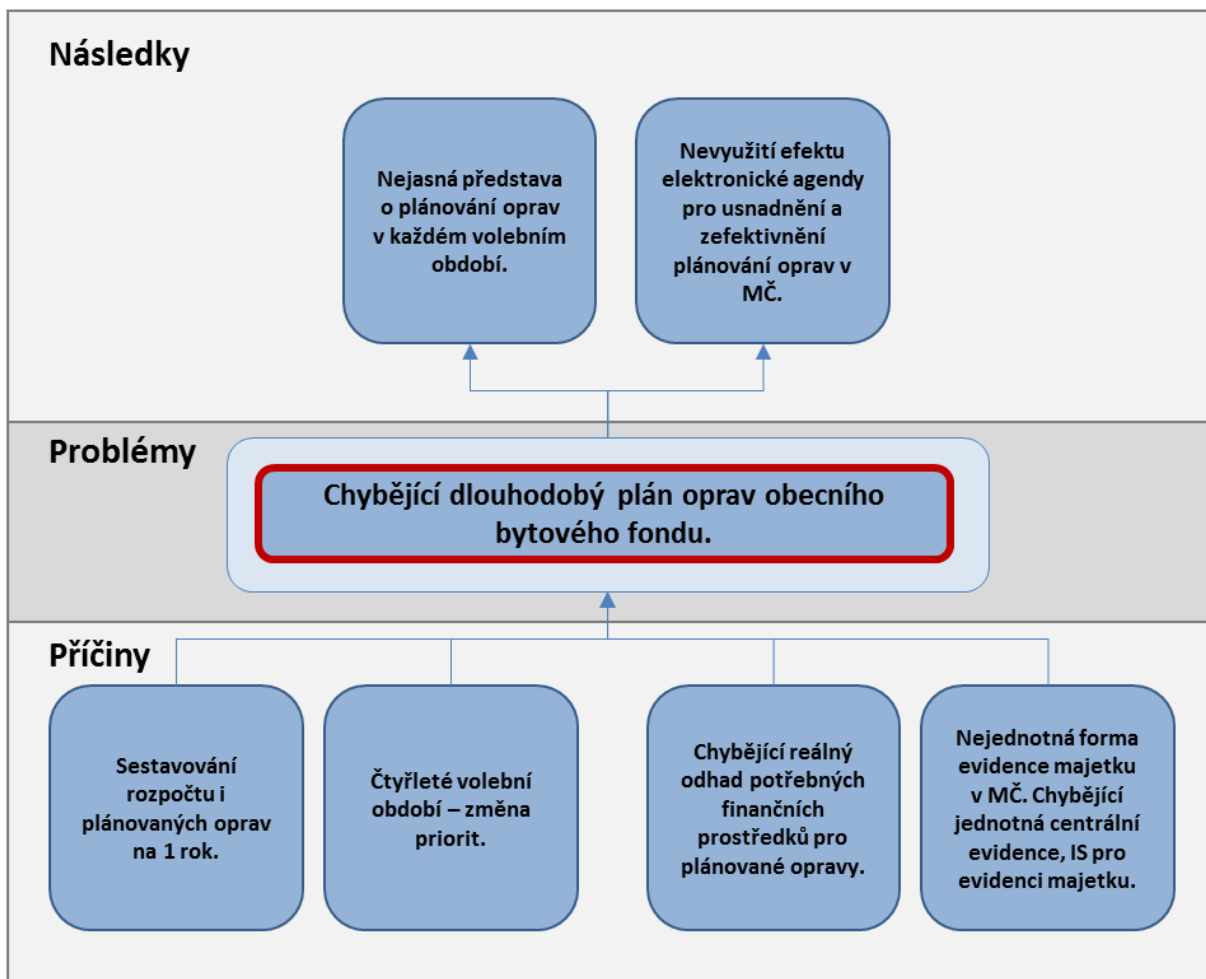 Následky
Nejasná představa
o plánování oprav
v každém volebním
období.
Nevyužití efektu
elektronické agendy
pro usnadnění a
zefektivnění
plánování oprav v
MČ.
Problémy
Chybějící dlouhodobý plán oprav obecního
bytového fondu.
Příčiny
Sestavování
rozpočtu i
plánovaných oprav
na 1 rok.
Čtyřleté volební
období – změna
priorit.
Chybějící reálný
odhad potřebných
finančních
prostředků pro
plánované opravy.
Nejednotná forma
evidence majetku
v MČ. Chybějící
jednotná centrální
evidence, IS pro
evidenci majetku.